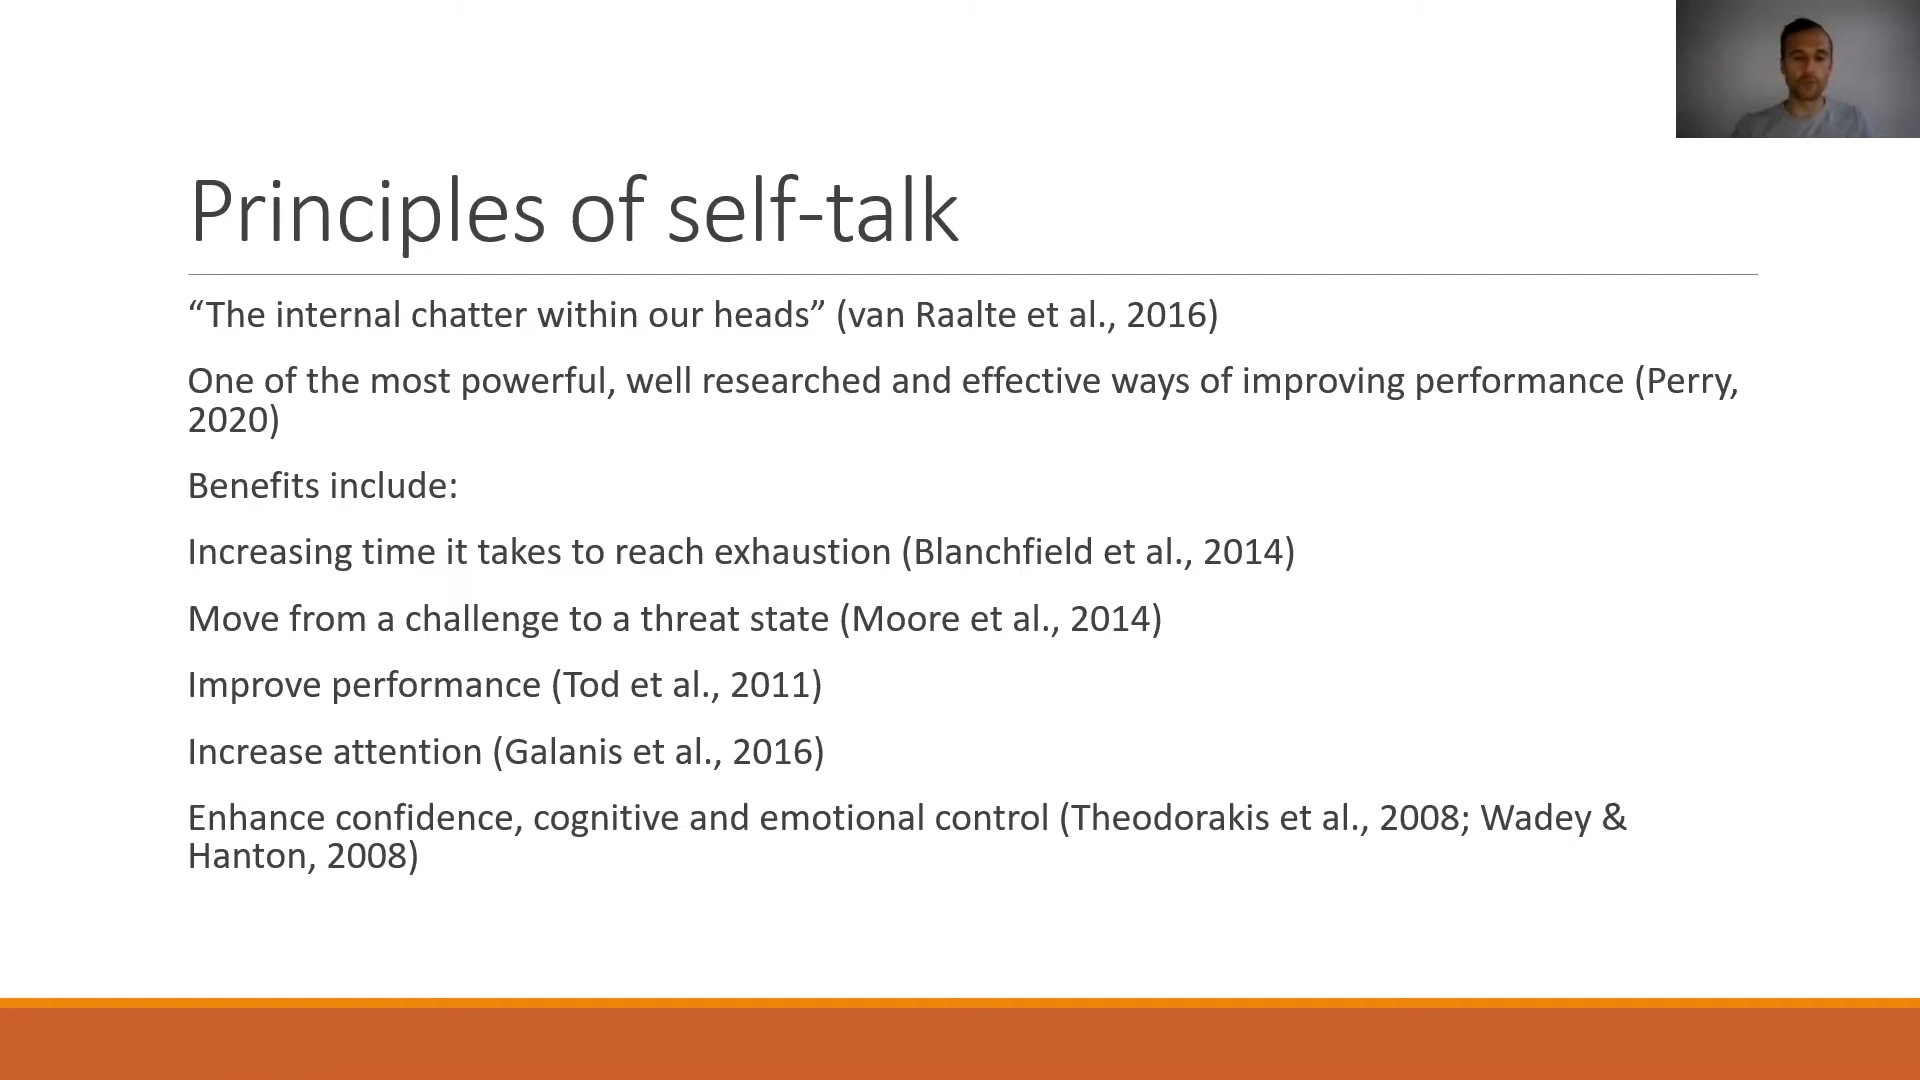 Principles of self-talk
“The internal chatter within our heads” (van Raalte et al., 2016)
One of the most powerful, well researched and effective ways of improving performance (Perry,
2020)
Benefits include:
Increasing time it takes to reach exhaustion (Blanchfield et al., 2014)
Move from a challenge to a threat state (Moore et al., 2014)
Improve performance (Tod et al., 2011)
Increase attention (Galanis et al., 2016)
Enhance confidence, cognitive and emotional control (Theodorakis et al., 2008; Wadey &
Hanton, 2008)